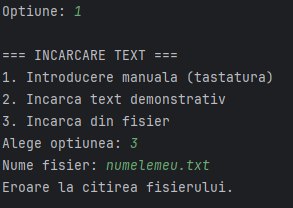 Optiune: 1
=== INCARCARE TEXT ===
1. Introducere manuala (tastatura)
2. Incarca text demonstrativ
3. Incarca din fisier
Alege optiunea: 3
Nume fisier: numelemeu.txt
Eroare la citirea fisierului.